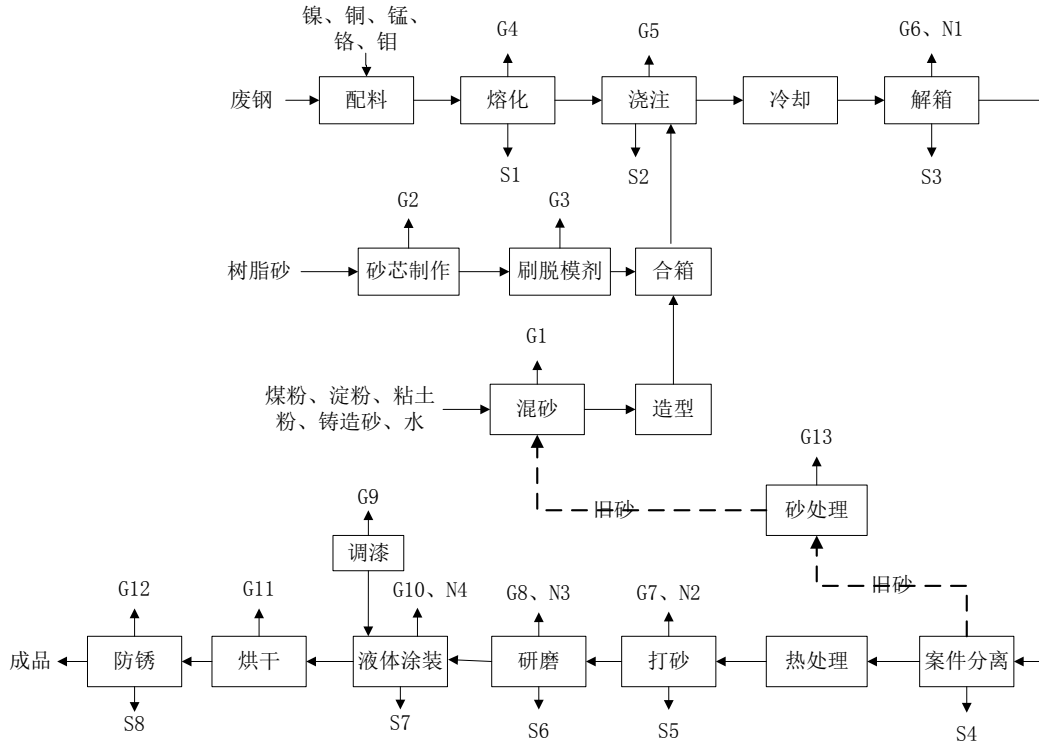 镍、铜、锰、
铬、钼
G4
G5
G6、N1
废钢
配料
熔化
浇注
冷却
解箱
S1
S2
S3
G2
G3
树脂砂
砂芯制作
刷脱模剂
合箱
G1
煤粉、淀粉、粘土
粉、铸造砂、水
混砂
造型
G13
旧砂
砂处理
G9
调漆
旧砂
G12
G11
G10、N4
G8、N3
G7、N2
成品
防锈
烘干
液体涂装
研磨
打砂
热处理
案件分离
S8
S7
S6
S5
S4